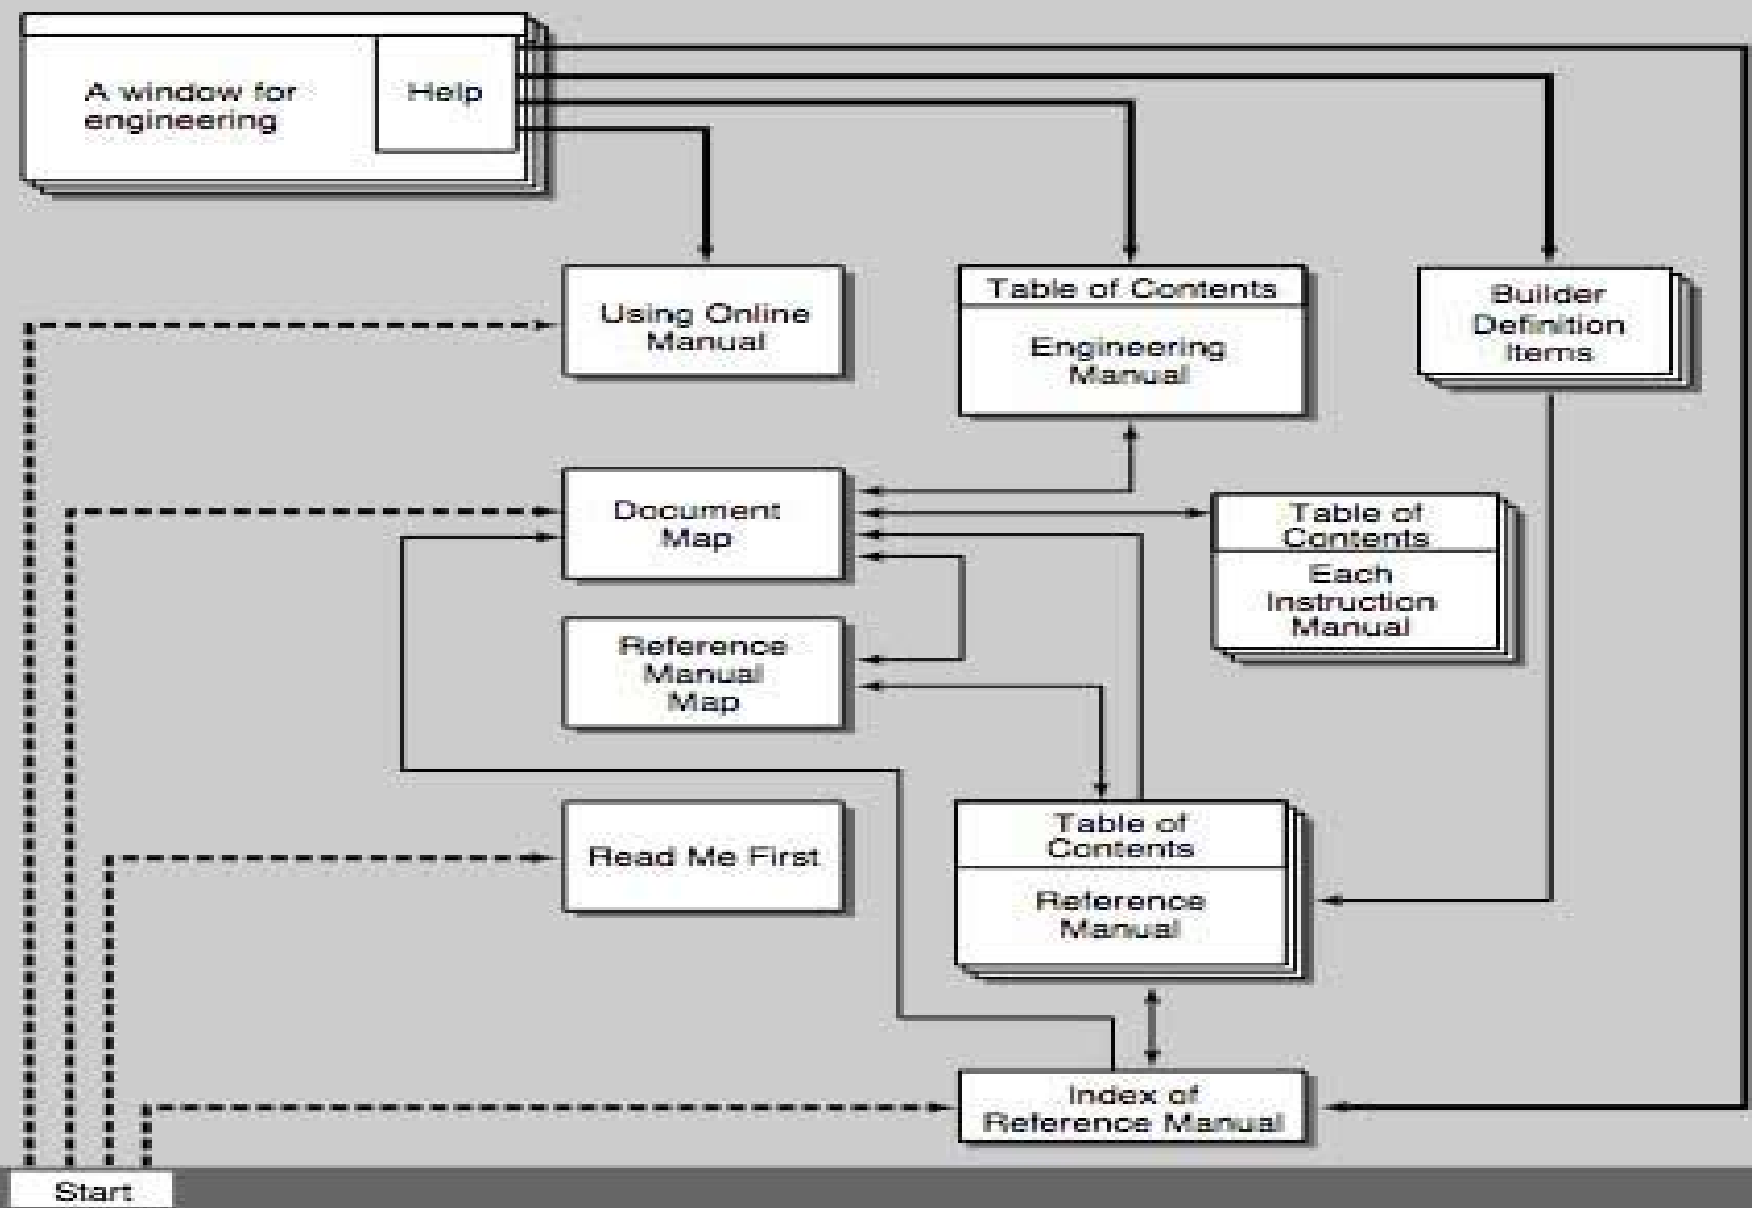 A window for
engineering
Help
Using Online
Manual
Table of Contents
Engineering
Manual
Builder
Definition
Items
Document
Map
Table of
Contents
Each
Instruction
Manual
Reference
Manual
Map
Read Me First
Table of
Contents
Reference
Manual
Index of
Reference Manual
Start